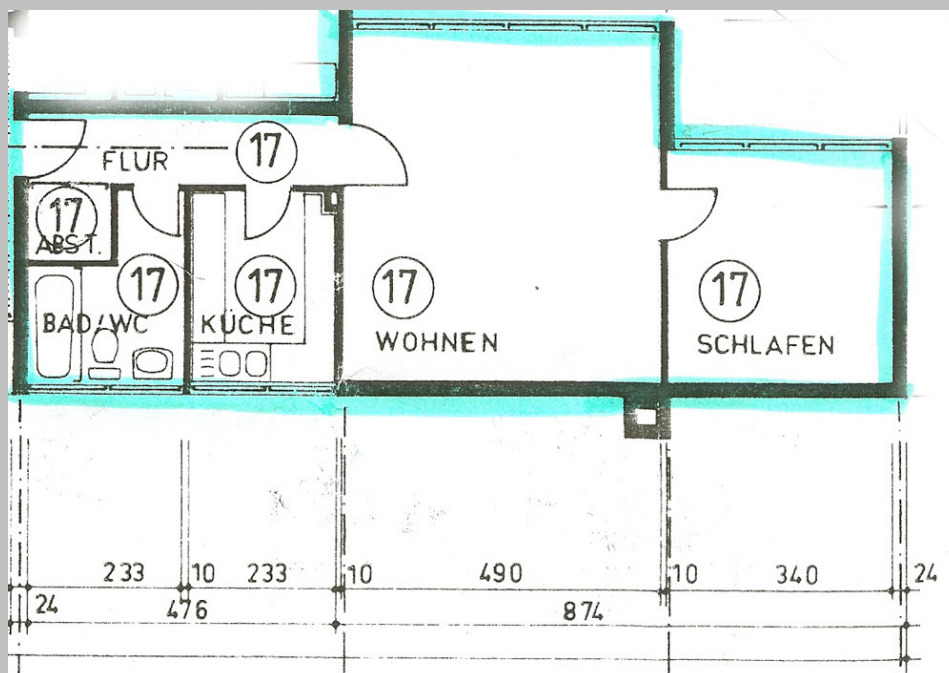 17
FLUR
17
ABST.
17
17
17
17
BAD/WC
KÜCHE
WOHNEN
SCHLAFEN
233 10 233 10 490 10 340 24
24 476 874